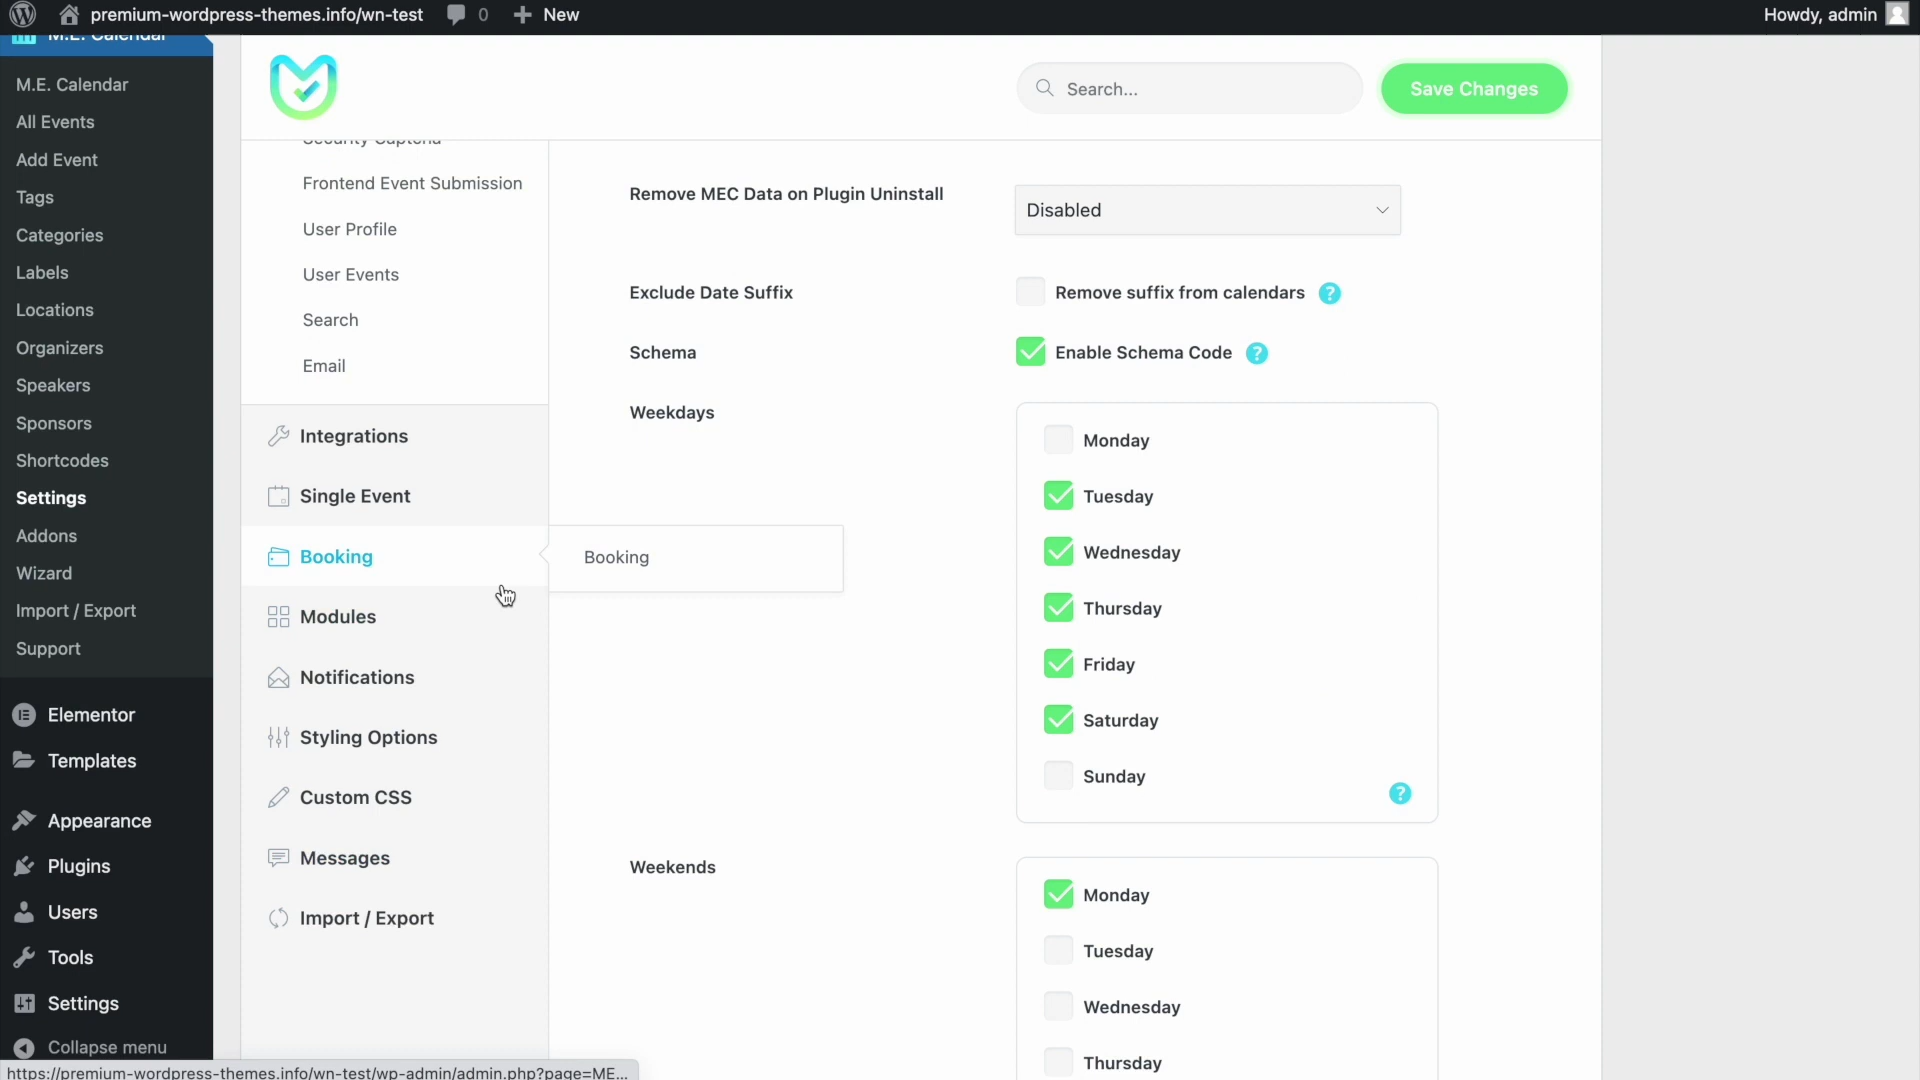 premium-wordpress-themes.info/wn-test 0 New Howdy, admin
M.E. Calendar
M.E. Calendar
All Events
Add Event
Tags
Categories
Labels
Locations
Organizers
Speakers
Sponsors
Shortcodes
Settings
Addons
Wizard
Import / Export
Support
Elementor
Templates
Appearance
Plugins
Users
Tools
Settings
Collapse menu
https://premium-wordpress-themes.info/wn-test/wp-admin/admin.php?page=ME...
Search...
Save Changes
Security Captcha
Frontend Event Submission
User Profile
User Events
Search
Email
Integrations
Single Event
Booking
Booking
Modules
Notifications
Styling Options
Custom CSS
Messages
Import / Export
Remove MEC Data on Plugin Uninstall
Disabled
Exclude Date Suffix
Remove suffix from calendars ?
Schema
Enable Schema Code ?
Weekdays
Monday
Tuesday
Wednesday
Thursday
Friday
Saturday
Sunday
?
Weekends
Monday
Tuesday
Wednesday
Thursday